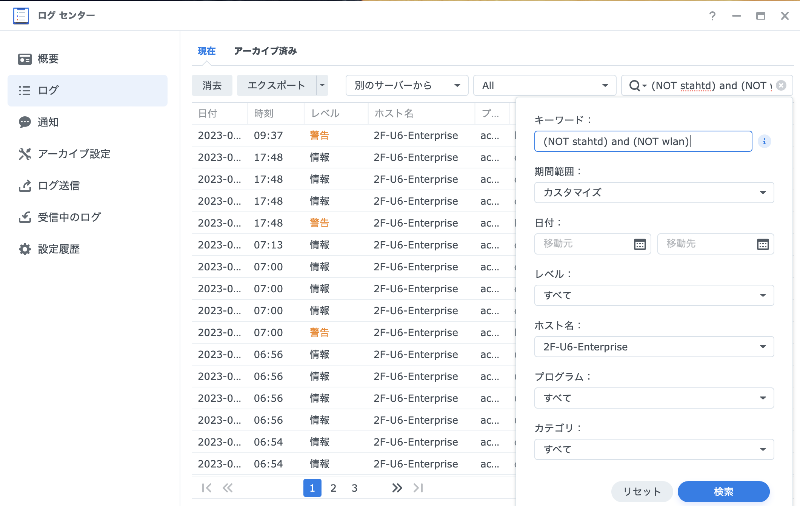 ログ センター
?
現在 アーカイブ済み
概要
ログ
通知
アーカイブ設定
ログ送信
受信中のログ
設定履歴
消去 エクスポート 別のサーバーから All (NOT stahtd) and (NOT
日付 時刻 レベル ホスト名 プ...
2023-0... 09:37 警告 2F-U6-Enterprise ac...
2023-0... 17:48 情報 2F-U6-Enterprise ac...
2023-0... 17:48 情報 2F-U6-Enterprise ac...
2023-0... 17:48 情報 2F-U6-Enterprise ac...
2023-0... 17:48 警告 2F-U6-Enterprise ac...
2023-0... 07:13 情報 2F-U6-Enterprise ac...
2023-0... 07:00 情報 2F-U6-Enterprise ac...
2023-0... 07:00 情報 2F-U6-Enterprise ac...
2023-0... 07:00 情報 2F-U6-Enterprise ac...
2023-0... 07:00 警告 2F-U6-Enterprise ac...
2023-0... 06:56 情報 2F-U6-Enterprise ac...
2023-0... 06:56 情報 2F-U6-Enterprise ac...
2023-0... 06:56 情報 2F-U6-Enterprise ac...
2023-0... 06:56 情報 2F-U6-Enterprise ac...
2023-0... 06:54 情報 2F-U6-Enterprise ac...
2023-0... 06:54 情報 2F-U6-Enterprise ac...
1 2 3
キーワード：
(NOT stahtd) and (NOT wlan)
期間範囲：
カスタマイズ
日付：
移動元 移動先
レベル：
すべて
ホスト名：
2F-U6-Enterprise
プログラム：
すべて
カテゴリ：
すべて
リセット 検索